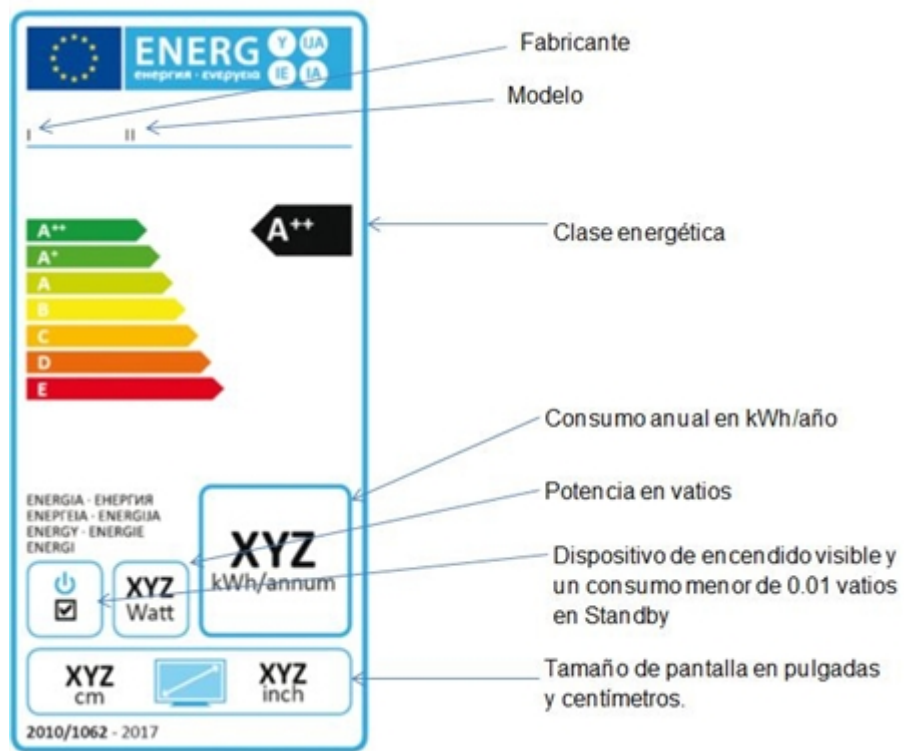 ENERG Y UA
енергия · ενεργεια IE IA
Fabricante
Modelo
I II
A++
Clase energética
A++
A+
A
B
C
D
E
Consumo anual en kWh/año
Potencia en vatios
ENERGIA · ЕНЕРГИЯ
ΕΝΕΡΓΕΙΑ · ENERGIJA
ENERGY · ENERGIE
ENERGI
XYZ
kWh/annum
XYZ
Watt
Dispositivo de encendido visible y
un consumo menor de 0.01 vatios
en Standby
XYZ
cm
XYZ
inch
Tamaño de pantalla en pulgadas
y centímetros.
2010/1062 - 2017